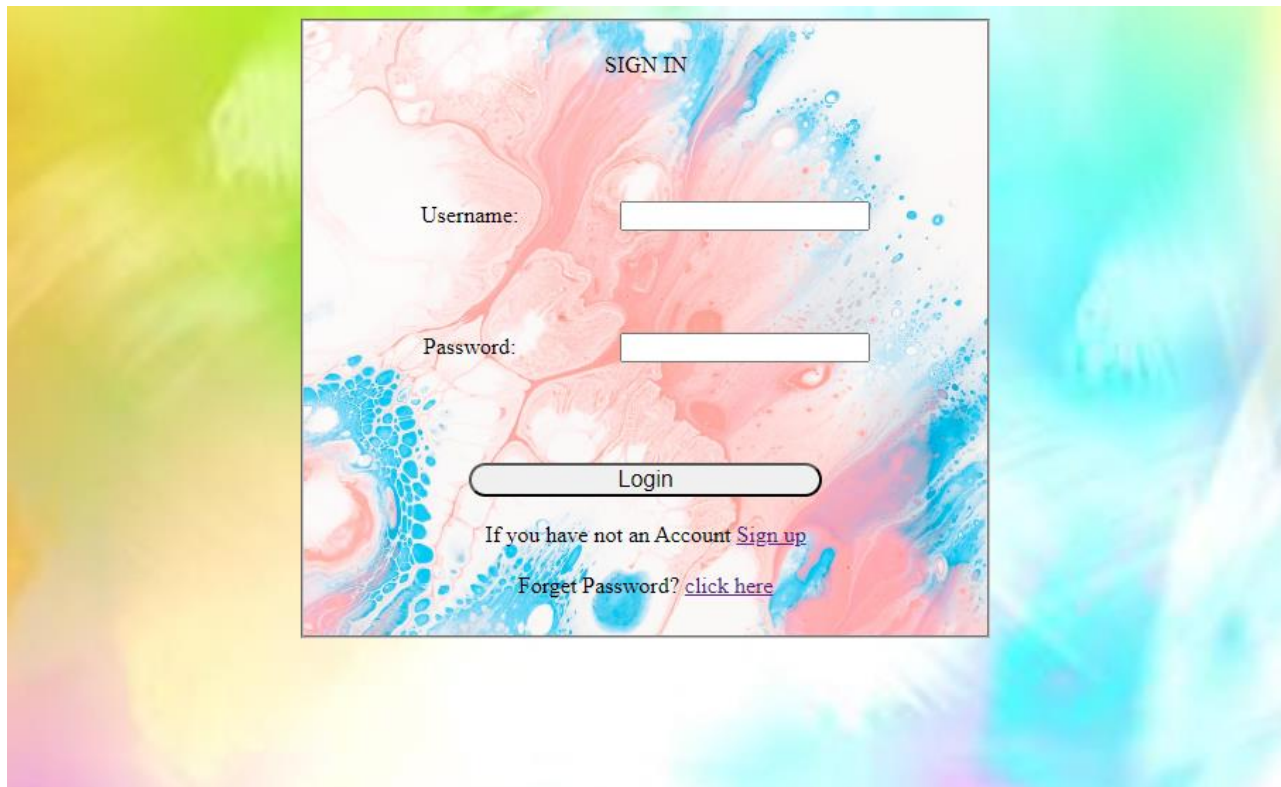 SIGN IN
Username:
Password:
Login
If you have not an Account Sign up
Forget Password? click here